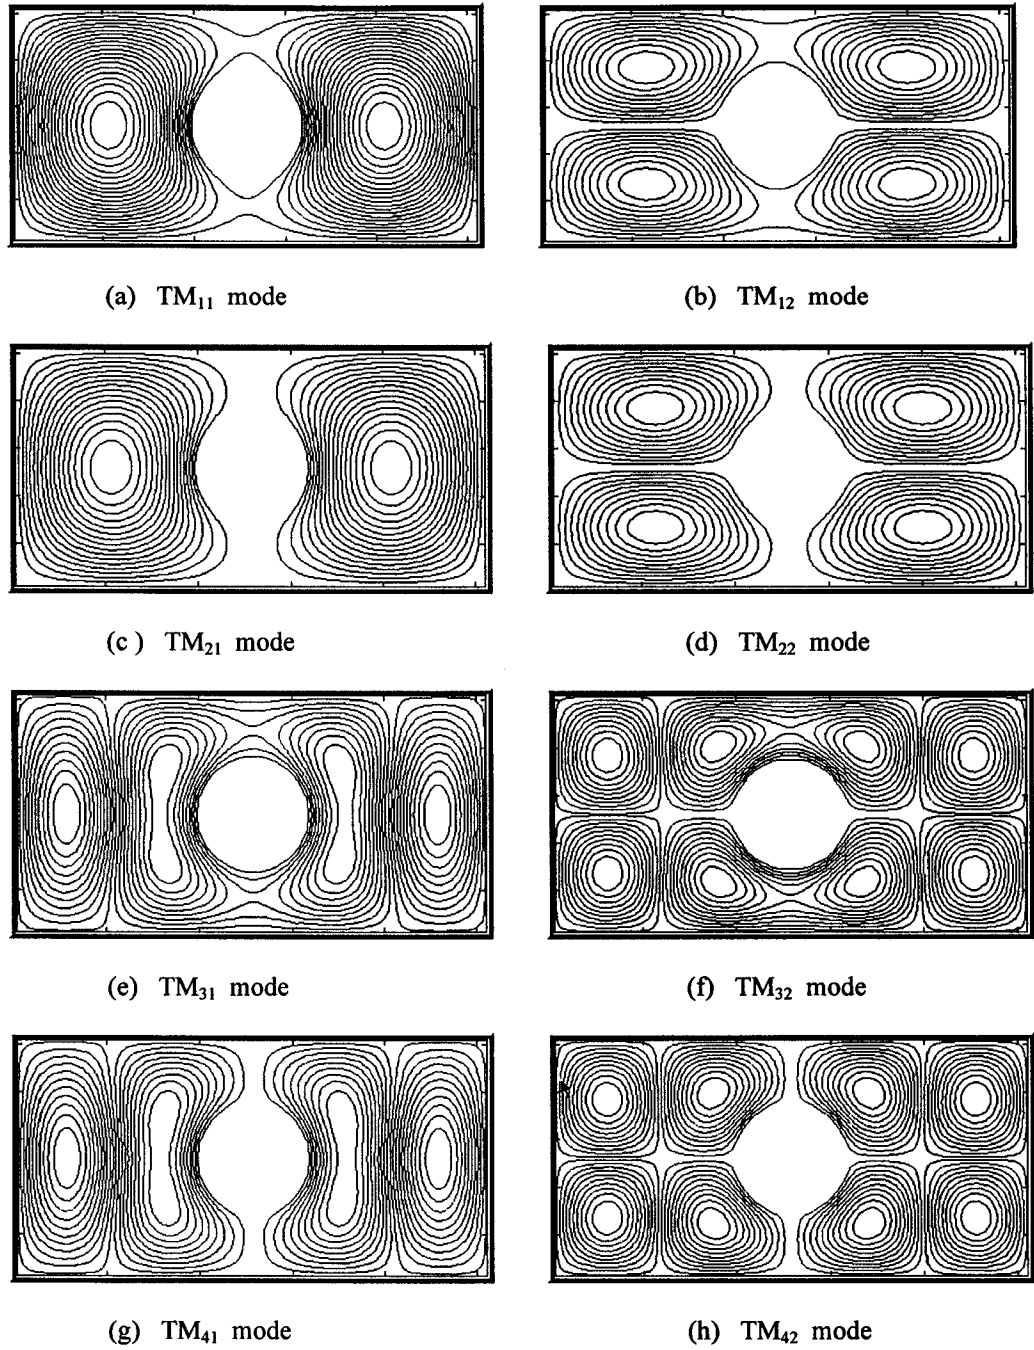 (a) TM₁₁ mode
(b) TM₁₂ mode
(c ) TM₂₁ mode
(d) TM₂₂ mode
(e) TM₃₁ mode
(f) TM₃₂ mode
(g) TM₄₁ mode
(h) TM₄₂ mode